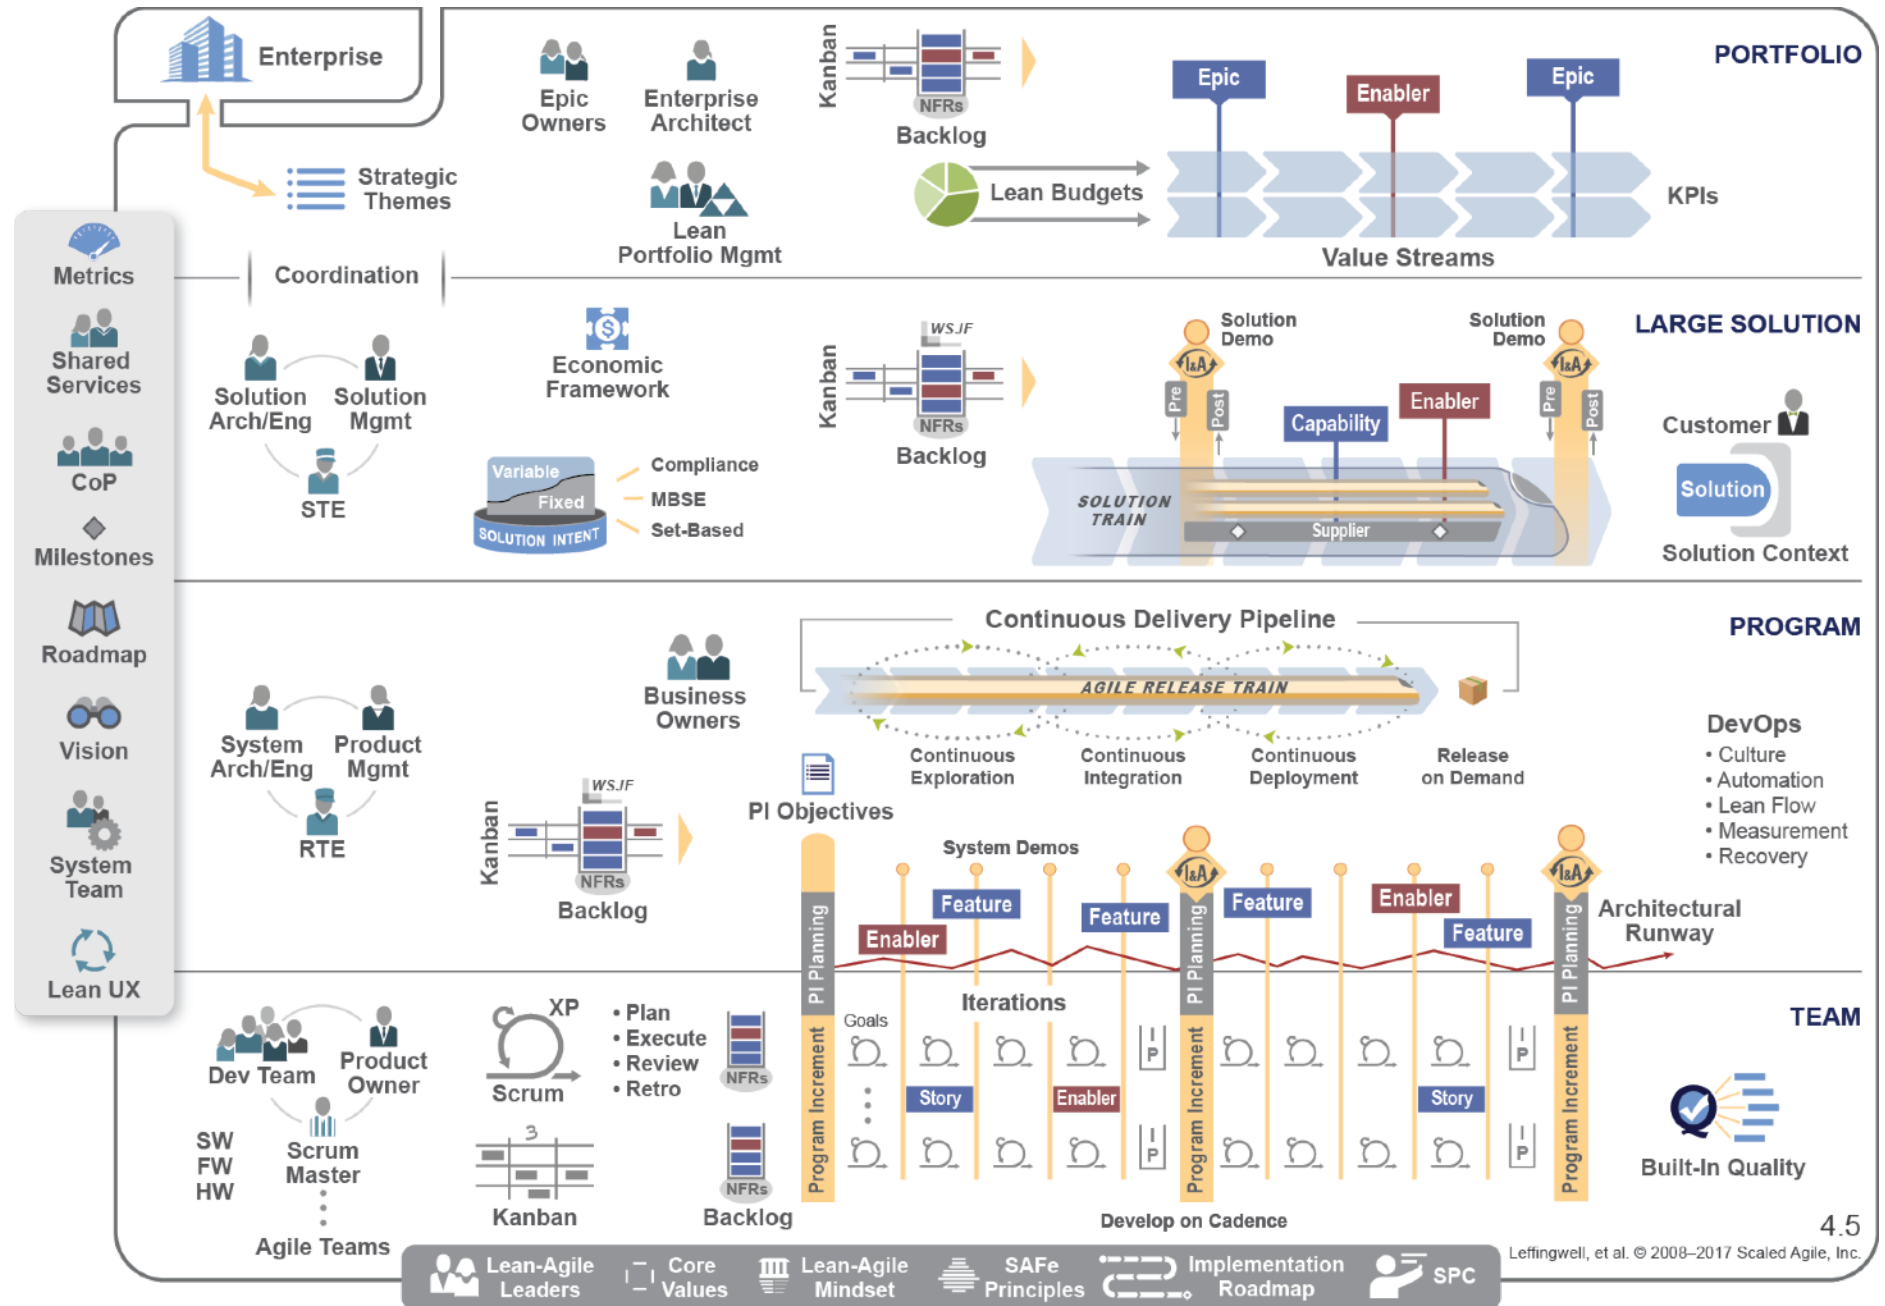 Enterprise
Strategic
Themes
Epic
Owners
Enterprise
Architect
Lean
Portfolio Mgmt
Kanban
NFRs
Backlog
Lean Budgets
Epic
Enabler
Epic
KPIs
Value Streams
PORTFOLIO
Metrics
Shared
Services
CoP
Milestones
Roadmap
Vision
System
Team
Lean UX
Coordination
Solution
Arch/Eng
Solution
Mgmt
STE
Economic
Framework
Variable
Fixed
SOLUTION INTENT
Compliance
MBSE
Set-Based
Kanban
WSJF
NFRs
Backlog
Solution
Demo
I&A
Pre
Post
Capability
Enabler
Solution
Demo
I&A
Pre
Post
SOLUTION
TRAIN
Supplier
LARGE SOLUTION
Customer
Solution
Solution Context
System
Arch/Eng
Product
Mgmt
RTE
Business
Owners
Kanban
WSJF
NFRs
Backlog
Continuous Delivery Pipeline
AGILE RELEASE TRAIN
Continuous
Exploration
Continuous
Integration
Continuous
Deployment
Release
on Demand
PROGRAM
DevOps
• Culture
• Automation
• Lean Flow
• Measurement
• Recovery
PI Objectives
System Demos
PI Planning
Enabler
Feature
Feature
I&A
PI Planning
Feature
Enabler
Feature
I&A
PI Planning
Architectural
Runway
Dev Team
Product
Owner
Scrum
Master
SW
FW
HW
Agile Teams
XP
Scrum
• Plan
• Execute
• Review
• Retro
3
Kanban
NFRs
NFRs
Backlog
Program Increment
Iterations
Goals
I
P
Story
Enabler
I
P
Program Increment
I
P
Story
I
P
Program Increment
Develop on Cadence
TEAM
Built-In Quality
4.5
Leffingwell, et al. © 2008–2017 Scaled Agile, Inc.
Lean-Agile
Leaders
Core
Values
Lean-Agile
Mindset
SAFe
Principles
Implementation
Roadmap
SPC